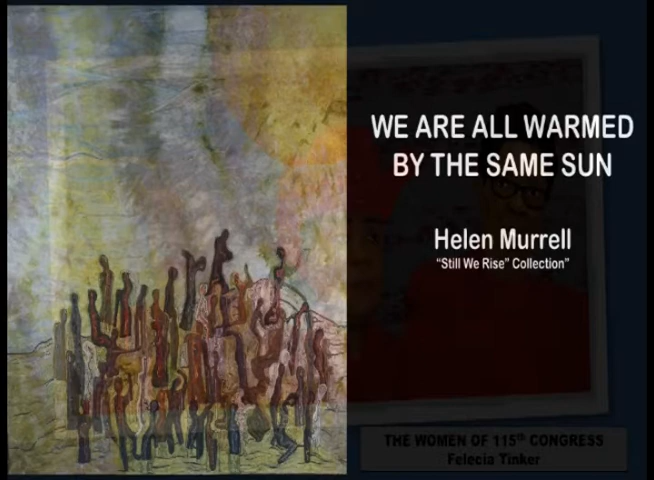 WE ARE ALL WARMED
BY THE SAME SUN
Helen Murrell
"Still We Rise" Collection"
THE WOMEN OF 115th CONGRESS
Felecia Tinker